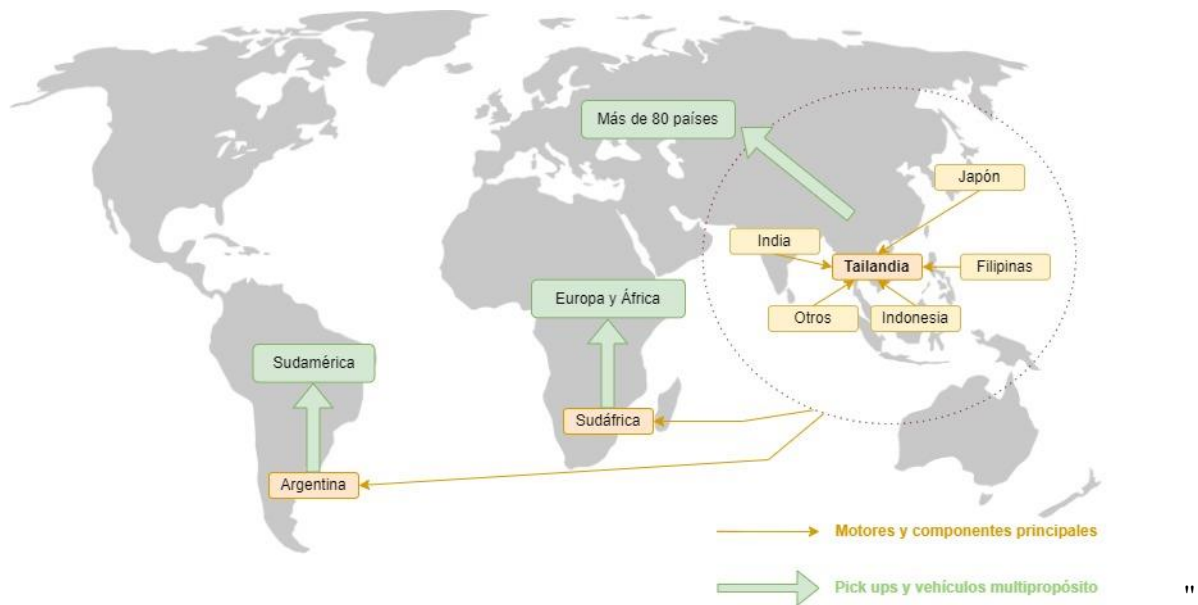 Más de 80 países
Japón
India
Tailandia
Filipinas
Europa y África
Otros
Indonesia
Sudamérica
Sudáfrica
Argentina
Motores y componentes principales
Pick ups y vehículos multipropósito
"